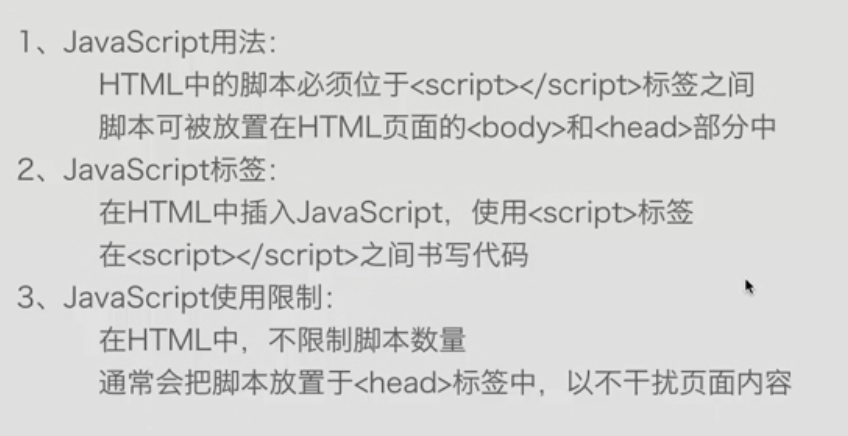 1、JavaScript用法：
HTML中的脚本必须位于<script></script>标签之间
脚本可被放置在HTML页面的<body>和<head>部分中
2、JavaScript标签：
在HTML中插入JavaScript，使用<script>标签
在<script></script>之间书写代码
3、JavaScript使用限制：
在HTML中，不限制脚本数量
通常会把脚本放置于<head>标签中，以不干扰页面内容